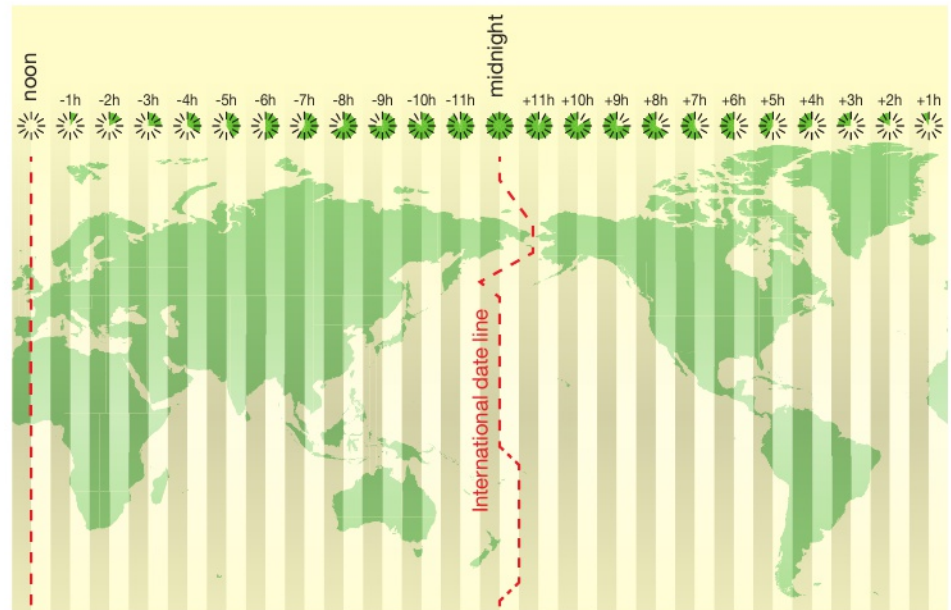 noon
-1h -2h -3h -4h -5h -6h -7h -8h -9h -10h -11h
midnight
+11h +10h +9h +8h +7h +6h +5h +4h +3h +2h +1h
International date line